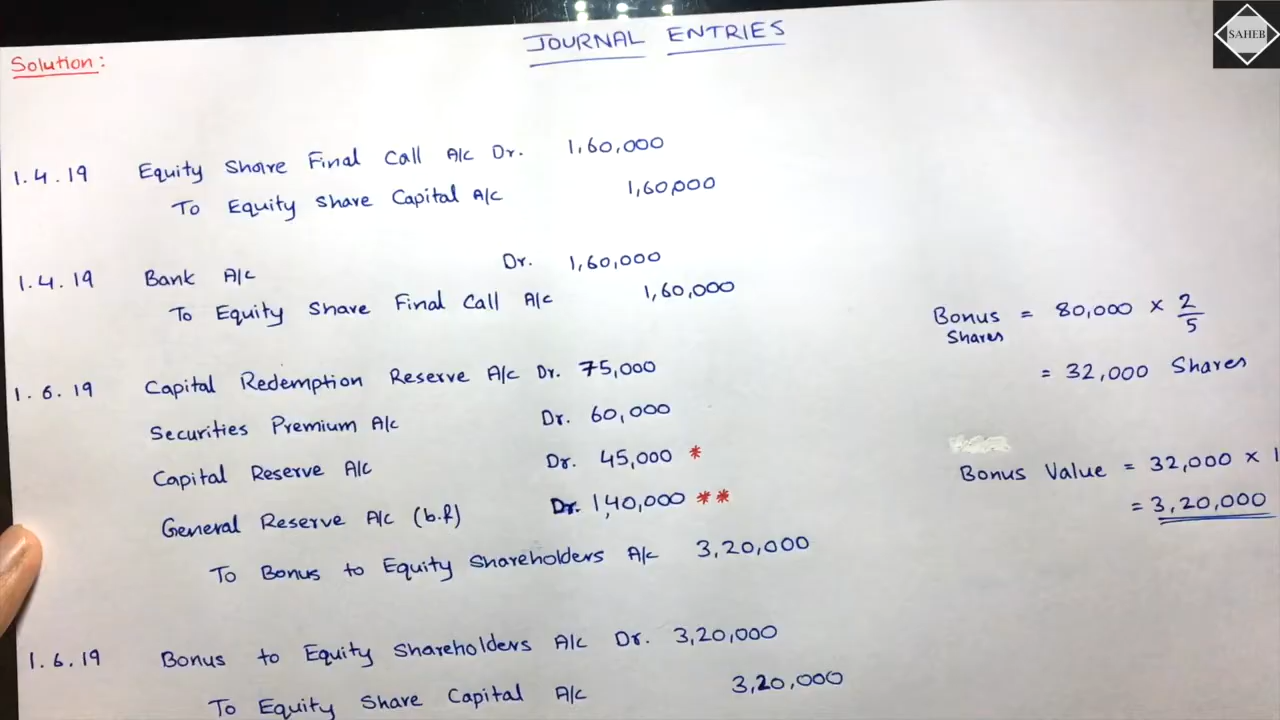 SAHEB
JOURNAL ENTRIES
Solution:
1.4.19 Equity Share Final Call A/c Dr. 1,60,000
To Equity Share Capital A/c 1,60,000
1.4.19 Bank A/c Dr. 1,60,000
To Equity Share Final Call A/c 1,60,000
1.6.19 Capital Redemption Reserve A/c Dr. 75,000
Securities Premium A/c Dr. 60,000
Capital Reserve A/c Dr. 45,000 *
General Reserve A/c (b.f) Dr. 1,40,000 **
To Bonus to Equity Shareholders A/c 3,20,000
1.6.19 Bonus to Equity Shareholders A/c Dr. 3,20,000
To Equity Share Capital A/c 3,20,000
Bonus Shares = 80,000 × 2/5
= 32,000 Shares
Bonus Value = 32,000 × 1
= 3,20,000